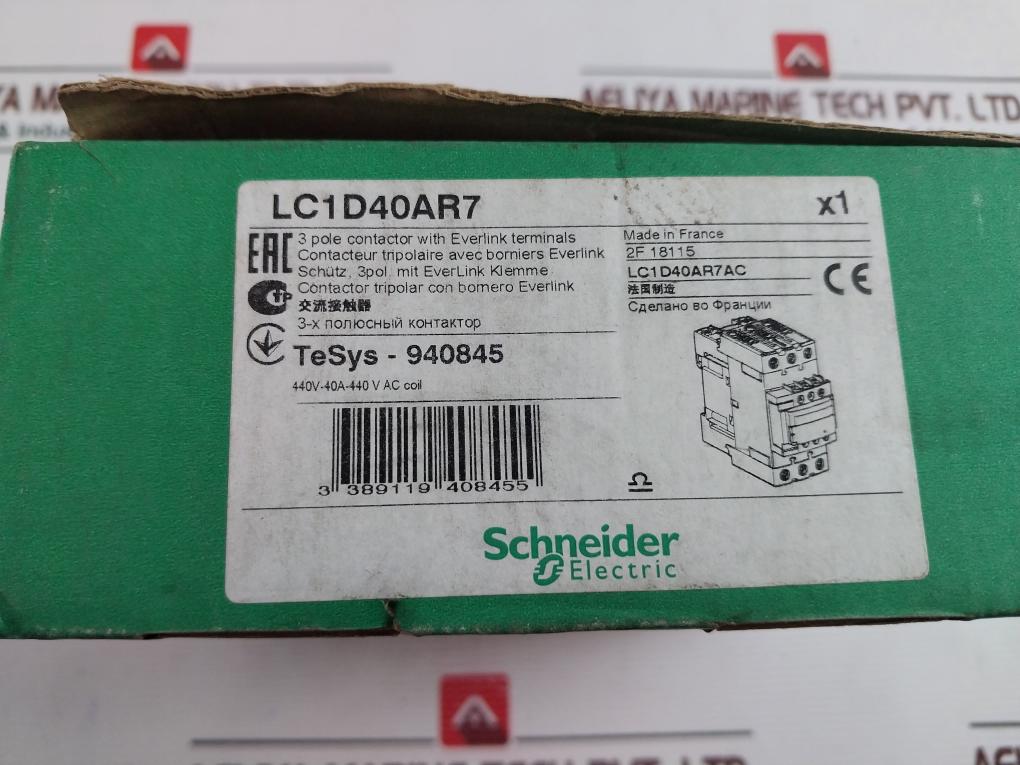 AELIYA MARINE TECH PVT. LTD
& Indus
LC1D40AR7
x1
EAC
3 pole contactor with Everlink terminals
Contacteur tripolaire avec borniers Everlink
Schütz, 3pol. mit EverLink Klemme
Contactor tripolar con bornero Everlink
交流接触器
3-х полюсный контактор
Made in France
2F 18115
LC1D40AR7AC
法国制造
Сделано во Франции
CE
TeSys - 940845
440V-40A-440 V AC coil
3 389119 408455
Schneider
Electric